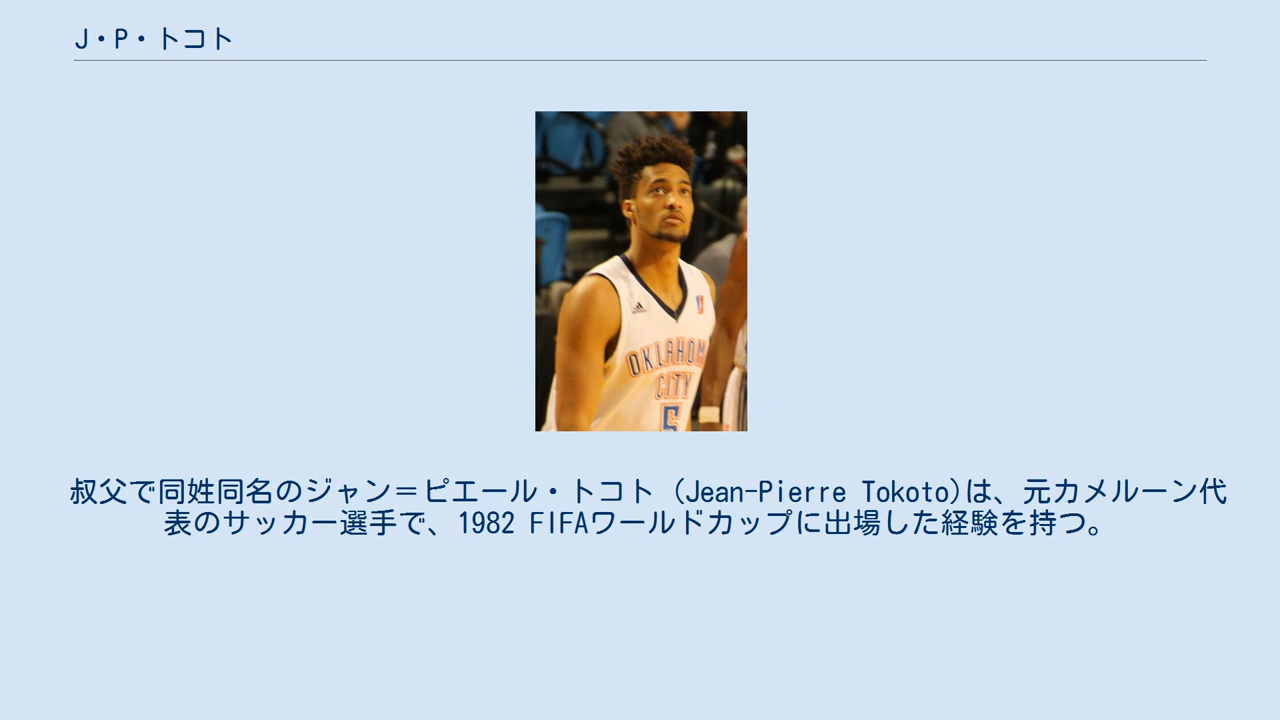 J・P・トコト
OKLAHOM
CITY
5
叔父で同姓同名のジャン＝ピエール・トコト (Jean-Pierre Tokoto)は、元カメルーン代
表のサッカー選手で、1982 FIFAワールドカップに出場した経験を持つ。